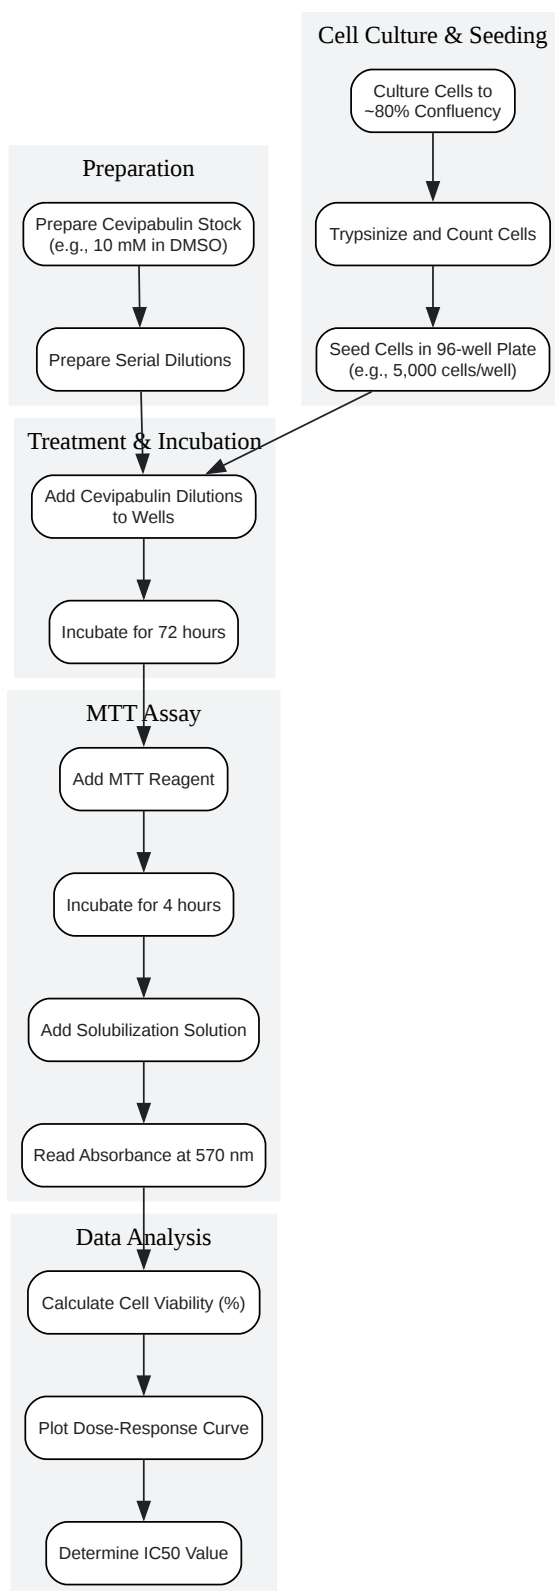 Cell Culture & Seeding
Culture Cells to
~80% Confluency
Trypsinize and Count Cells
Seed Cells in 96-well Plate
(e.g., 5,000 cells/well)
Preparation
Prepare Cevipabulin Stock
(e.g., 10 mM in DMSO)
Prepare Serial Dilutions
Treatment & Incubation
Add Cevipabulin Dilutions
to Wells
Incubate for 72 hours
MTT Assay
Add MTT Reagent
Incubate for 4 hours
Add Solubilization Solution
Read Absorbance at 570 nm
Data Analysis
Calculate Cell Viability (%)
Plot Dose-Response Curve
Determine IC50 Value